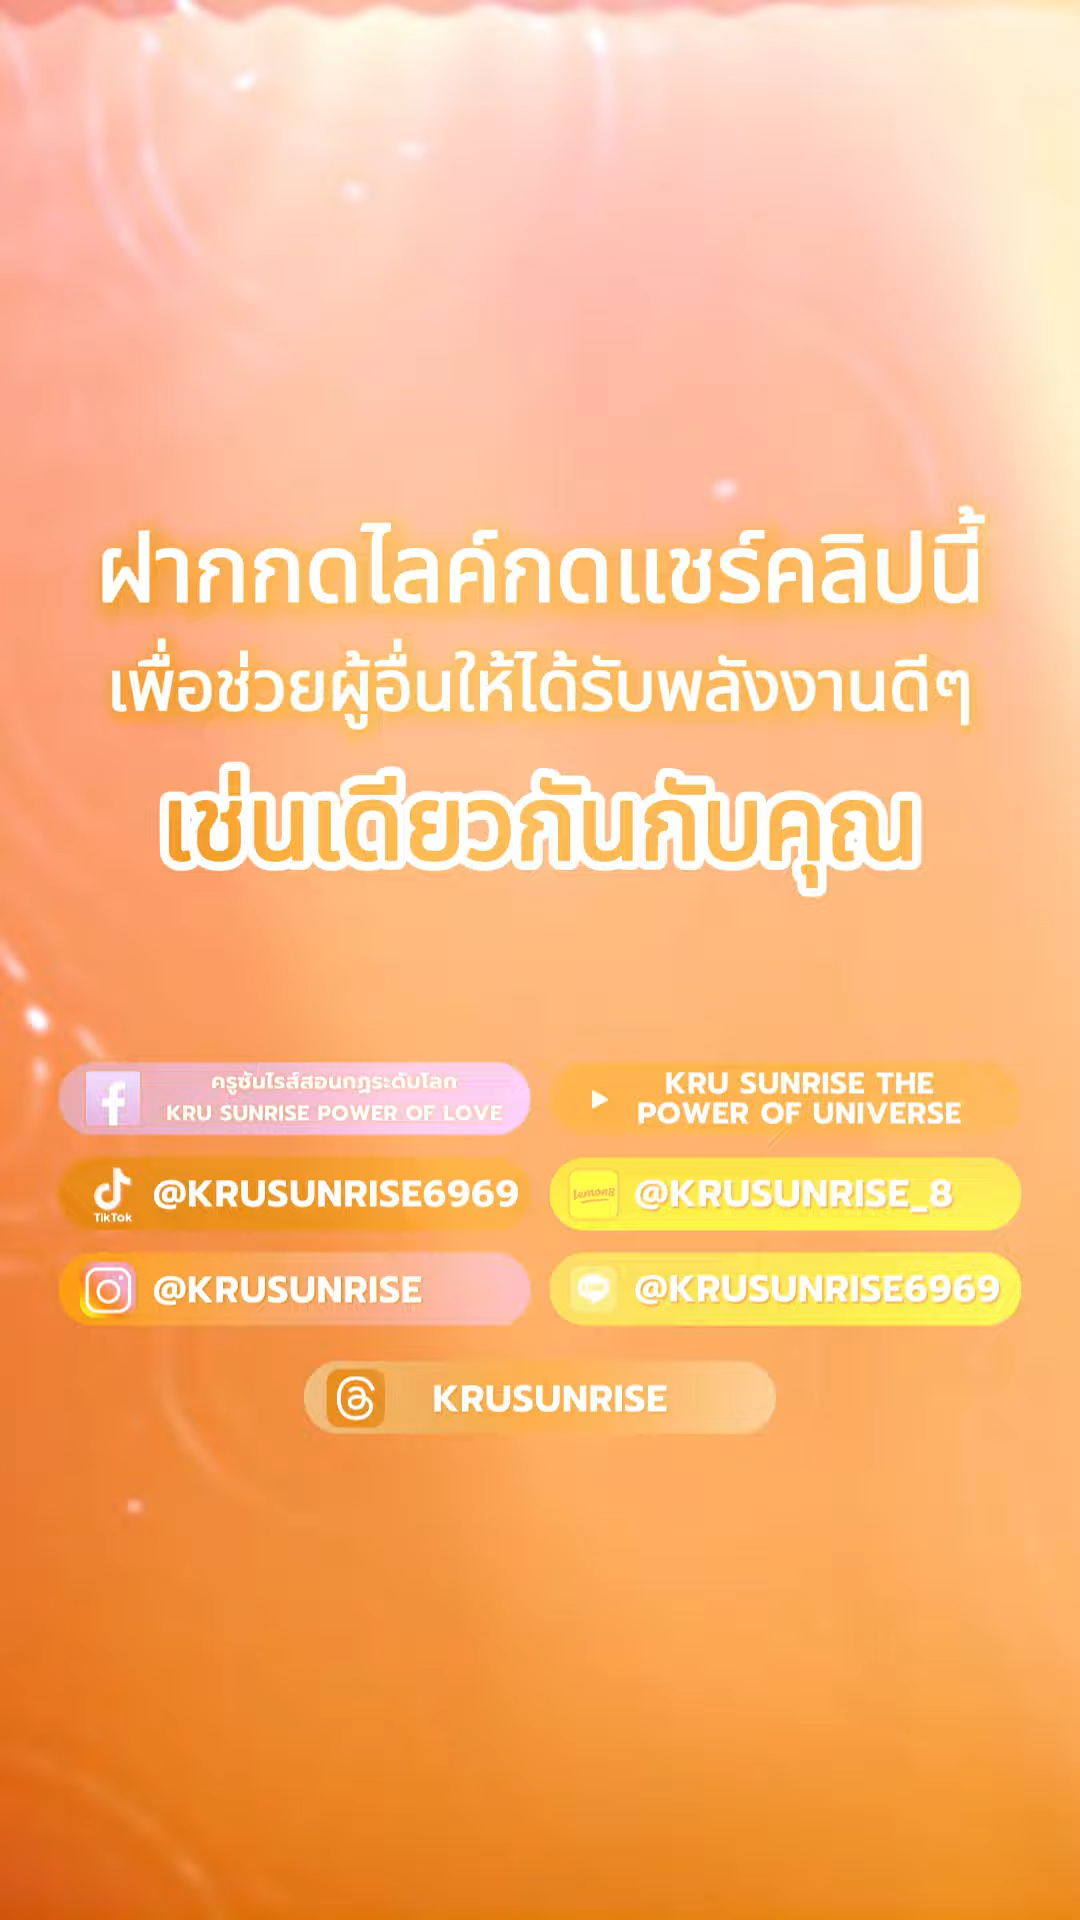 ฝากกดไลค์กดแชร์คลิปนี้
เพื่อช่วยผู้อื่นให้ได้รับพลังงานดีๆ
เช่นเดียวกันกับคุณ
ครูซันไรส์สอนกฎระดับโลก
KRU SUNRISE POWER OF LOVE
KRU SUNRISE THE
POWER OF UNIVERSE
TikTok
@KRUSUNRISE6969
Lemon8
@KRUSUNRISE_8
@KRUSUNRISE
@KRUSUNRISE6969
KRUSUNRISE